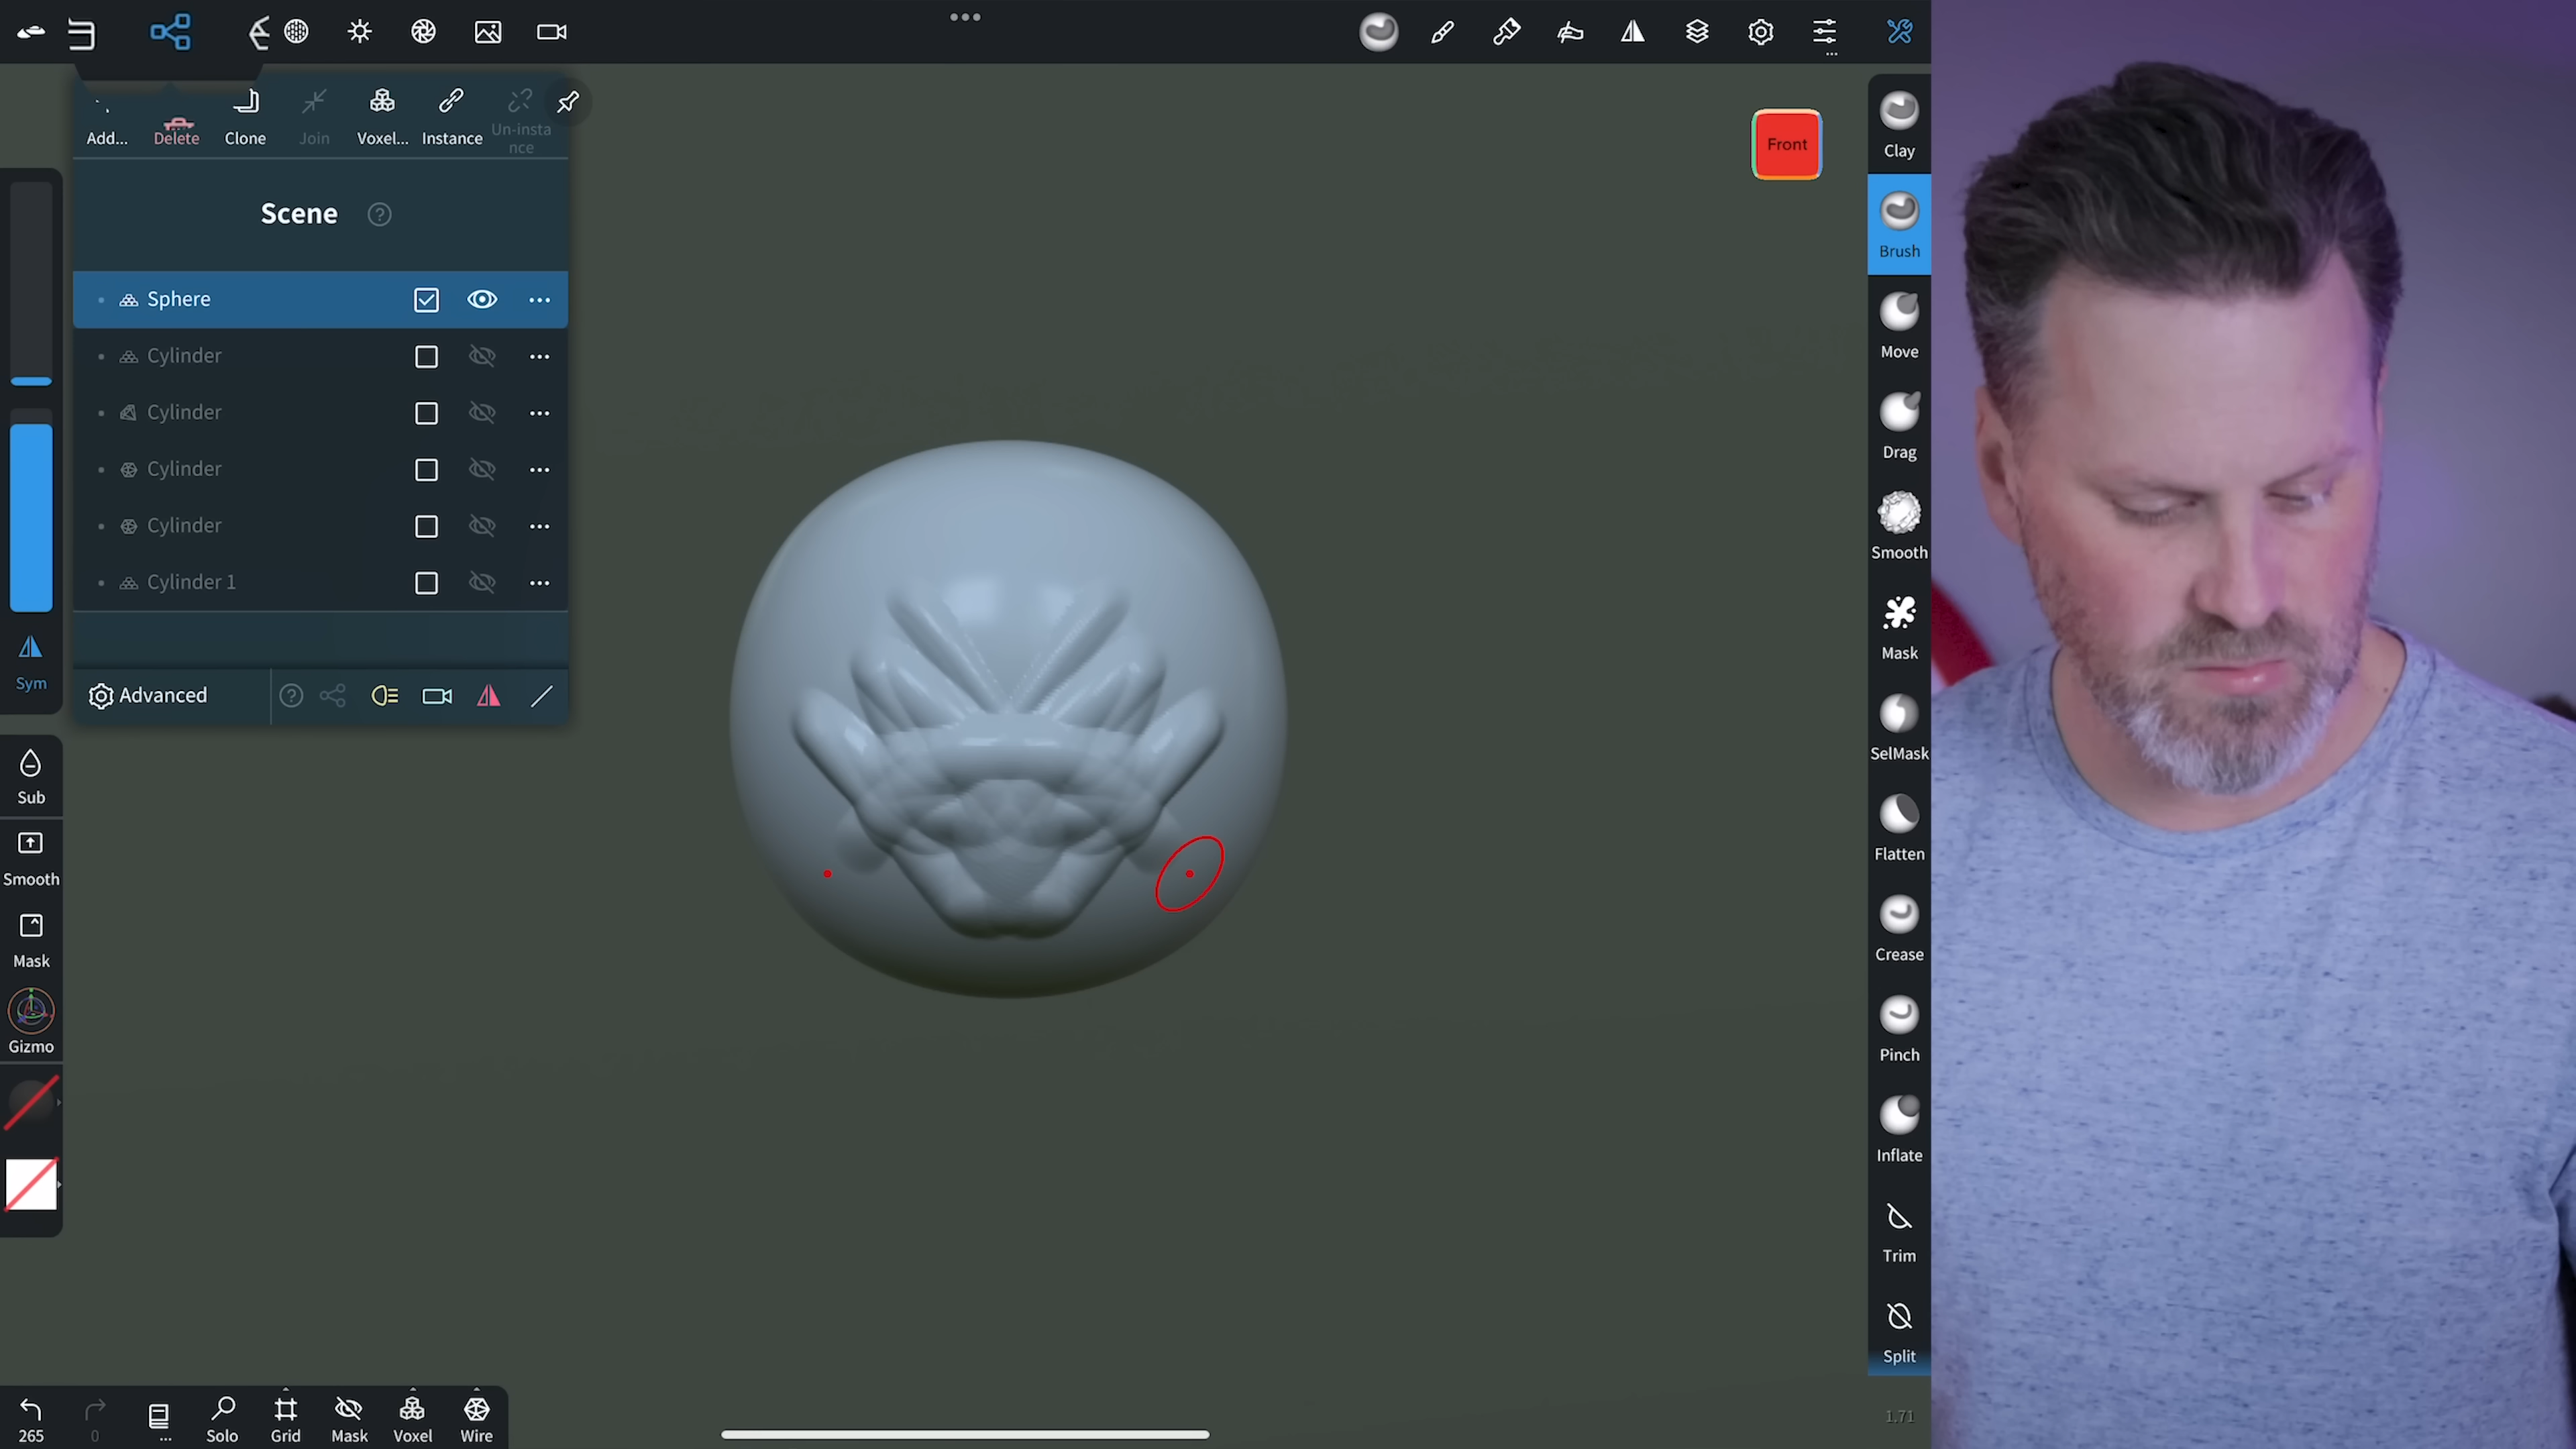 Add...
Delete
Clone
Join
Voxel...
Instance
Un-insta
nce
Scene
?
Sphere
Cylinder
Cylinder
Cylinder
Cylinder
Cylinder 1
Advanced
?
Sym
Sub
Smooth
Mask
Gizmo
265
0
...
Solo
Grid
Mask
Voxel
Wire
Front
Clay
Brush
Move
Drag
Smooth
Mask
SelMask
Flatten
Crease
Pinch
Inflate
Trim
Split
1.71